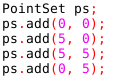 PointSet ps;
ps.add(0, 0);
ps.add(5, 0);
ps.add(5, 5);
ps.add(0, 5);